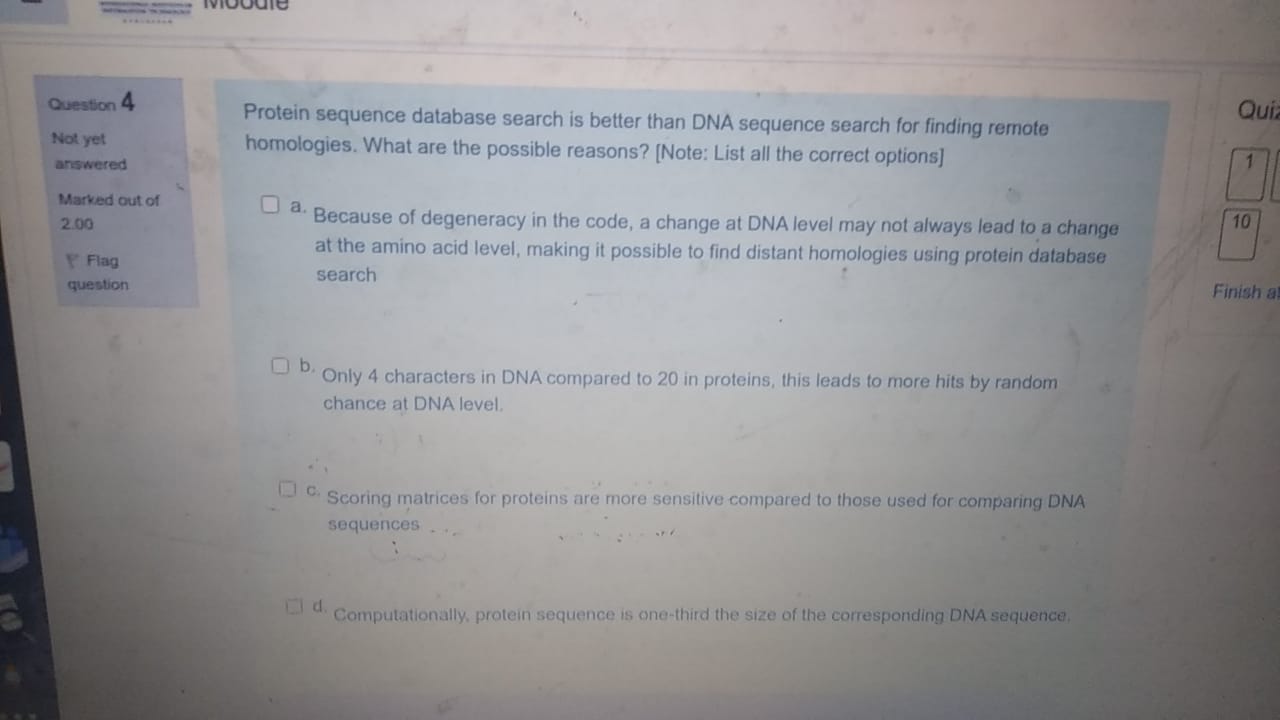 Moodle
Question 4
Not yet
answered
Marked out of
2.00
Flag
question
Protein sequence database search is better than DNA sequence search for finding remote
homologies. What are the possible reasons? [Note: List all the correct options]
a. Because of degeneracy in the code, a change at DNA level may not always lead to a change
at the amino acid level, making it possible to find distant homologies using protein database
search
b. Only 4 characters in DNA compared to 20 in proteins, this leads to more hits by random
chance at DNA level.
c. Scoring matrices for proteins are more sensitive compared to those used for comparing DNA
sequences
d. Computationally, protein sequence is one-third the size of the corresponding DNA sequence.
Qui
1
10
Finish